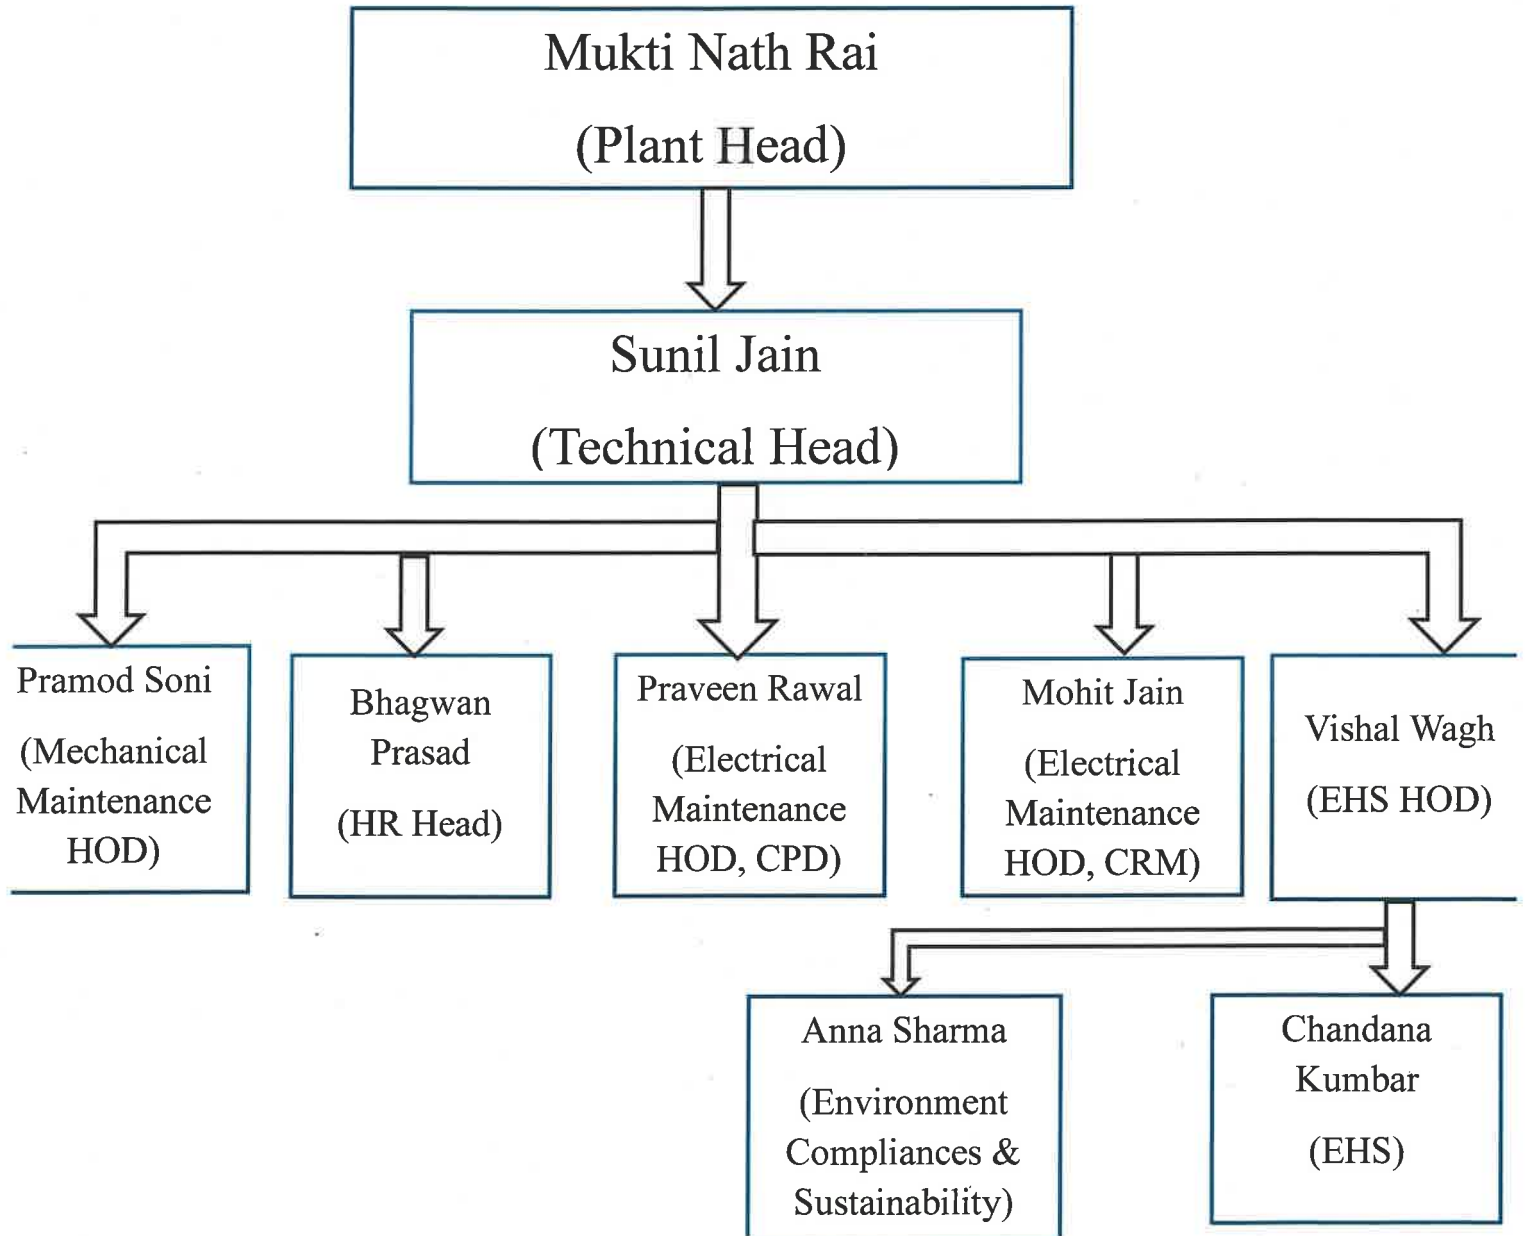 Mukti Nath Rai
(Plant Head)
Sunil Jain
(Technical Head)
Pramod Soni
(Mechanical
Maintenance
HOD)
Bhagwan
Prasad
(HR Head)
Praveen Rawal
(Electrical
Maintenance
HOD, CPD)
Mohit Jain
(Electrical
Maintenance
HOD, CRM)
Vishal Wagh
(EHS HOD)
Anna Sharma
(Environment
Compliances &
Sustainability)
Chandana
Kumbar
(EHS)